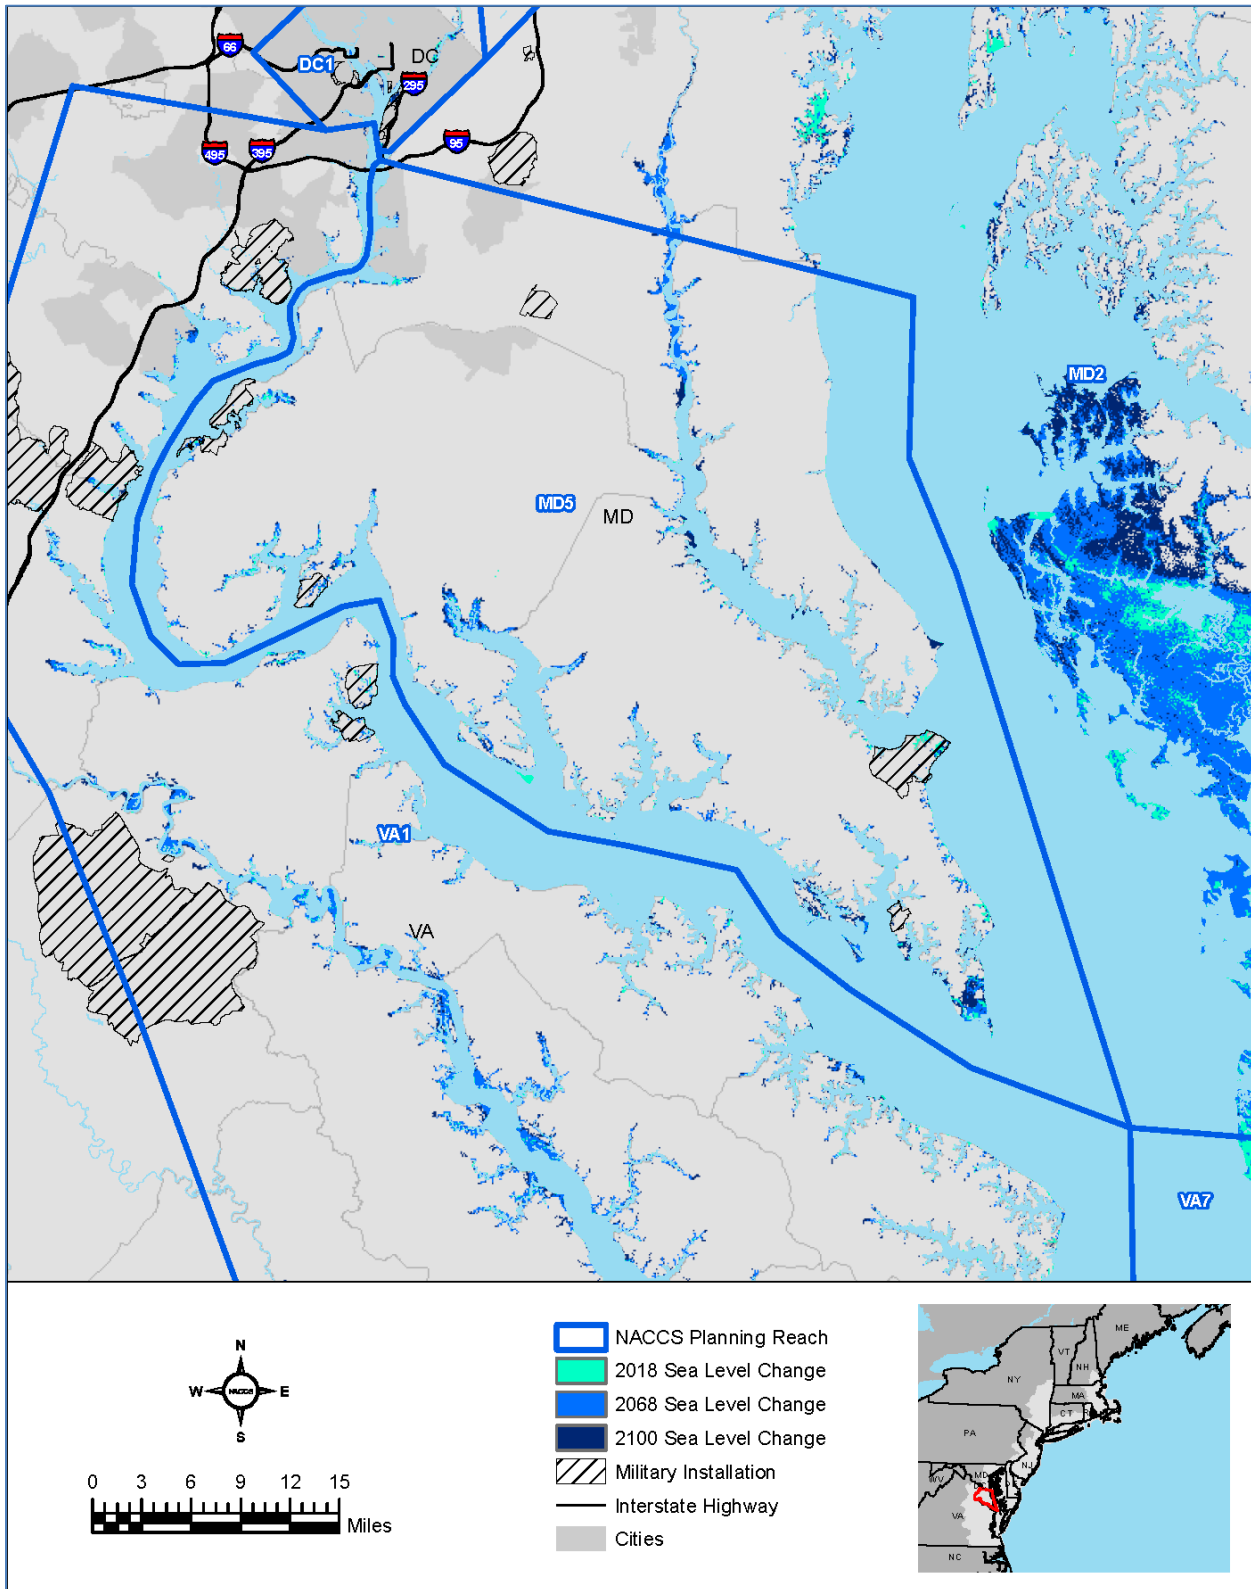 66
DC1
DC
295
495
395
95
MD2
MD5
MD
VA1
VA
VA7
N
W
NACCS
E
S
0 3 6 9 12 15
Miles
NACCS Planning Reach
2018 Sea Level Change
2068 Sea Level Change
2100 Sea Level Change
Military Installation
Interstate Highway
Cities
ME
VT
NH
NY
MA
CT
PA
NJ
MD
WV
VA
NC